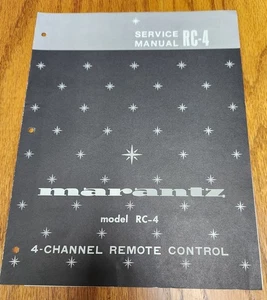 SERVICE
MANUAL RC-4
marantz
model RC-4
4-CHANNEL REMOTE CONTROL